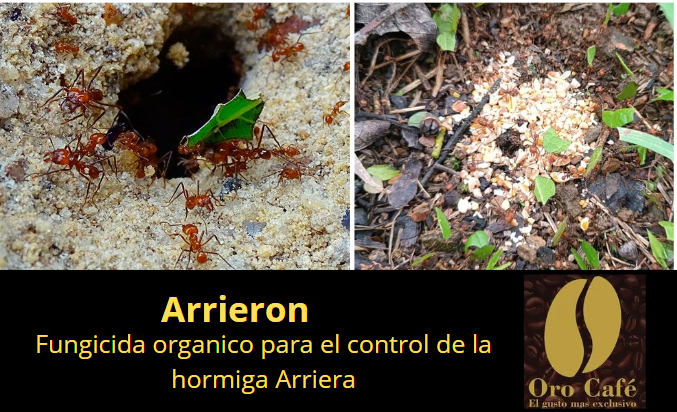 Arrieron
Fungicida organico para el control de la
hormiga Arriera
Oro Café
El gusto mas exclusivo